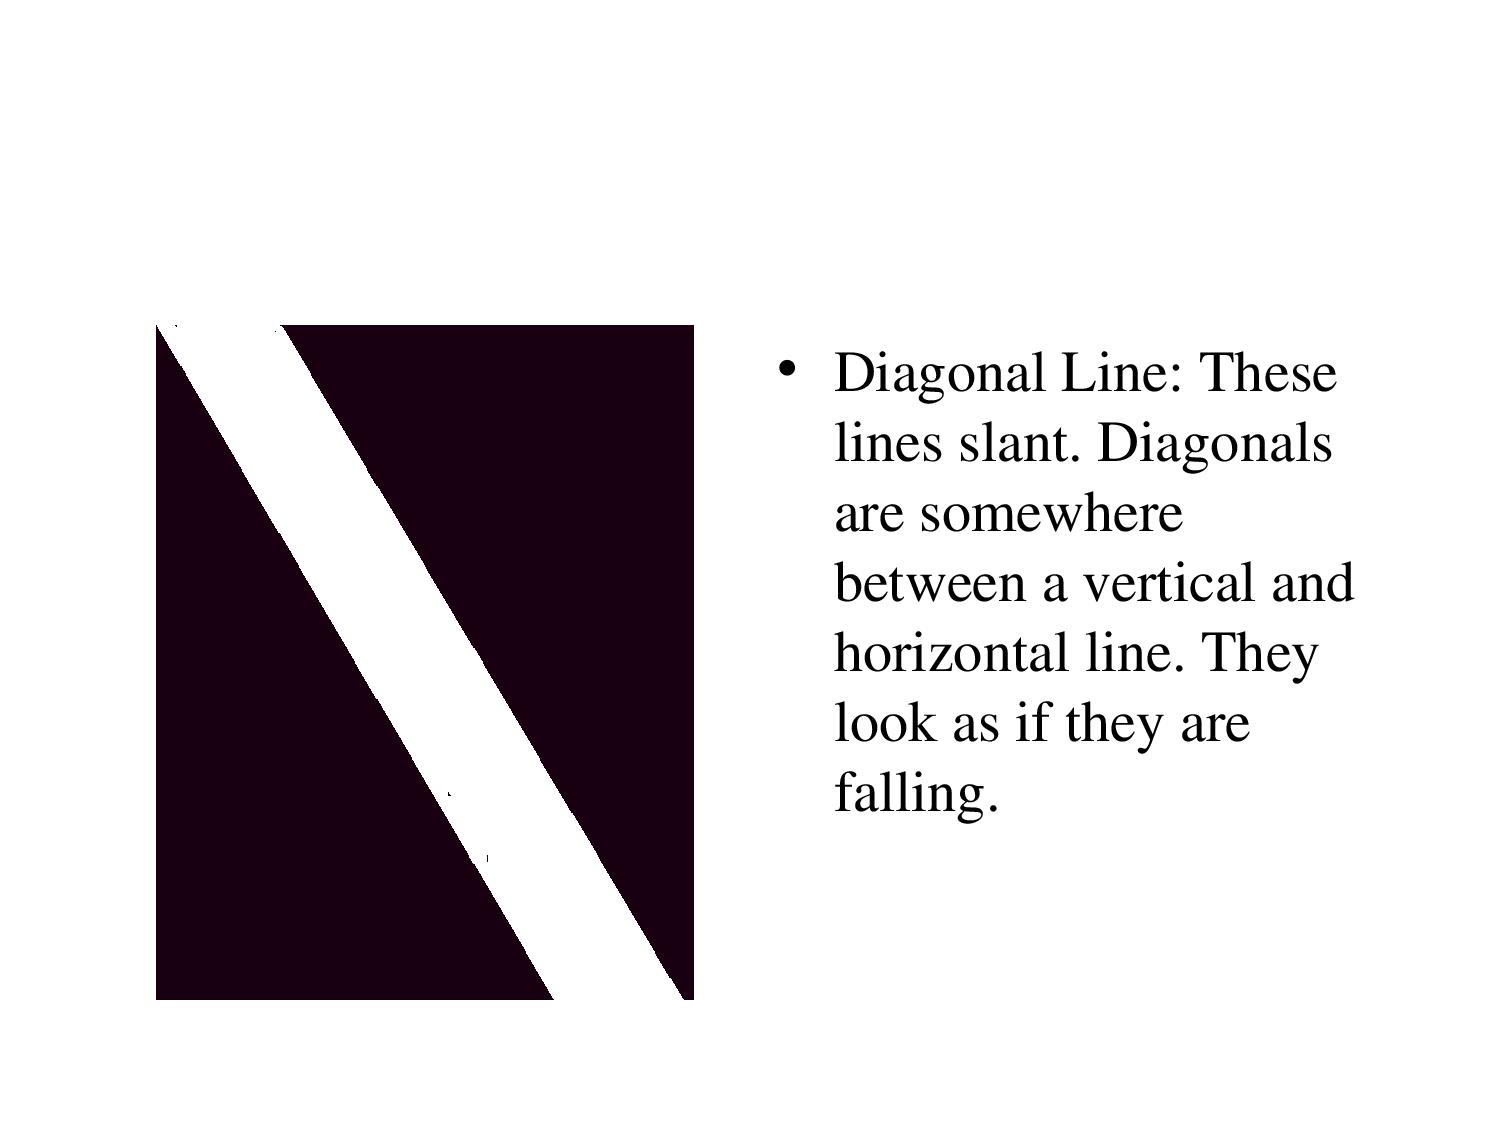 • Diagonal Line: These
lines slant. Diagonals
are somewhere
between a vertical and
horizontal line. They
look as if they are
falling.